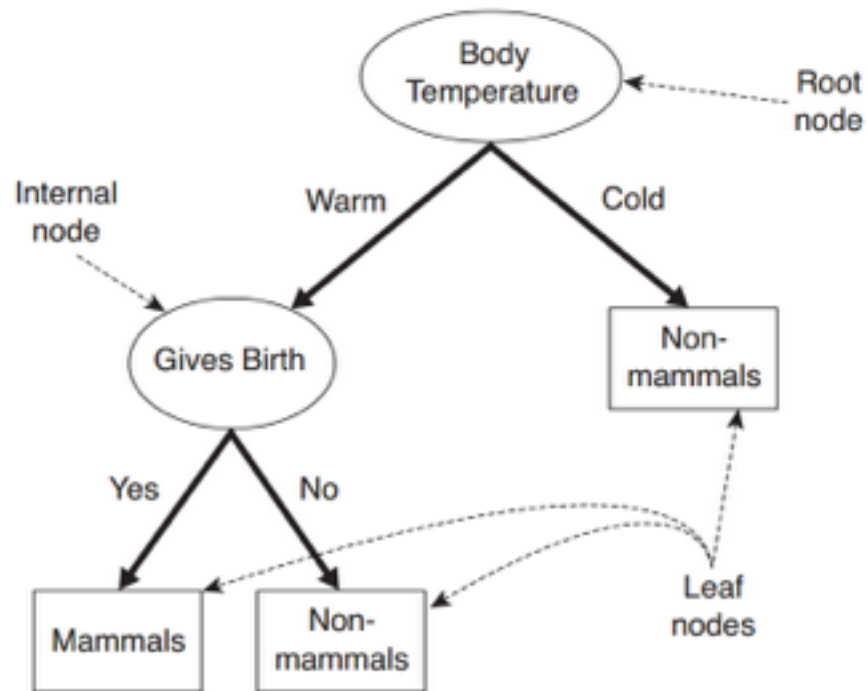 Body
Temperature
Root
node
Internal
node
Warm
Cold
Gives Birth
Non-
mammals
Yes
No
Mammals
Non-
mammals
Leaf
nodes